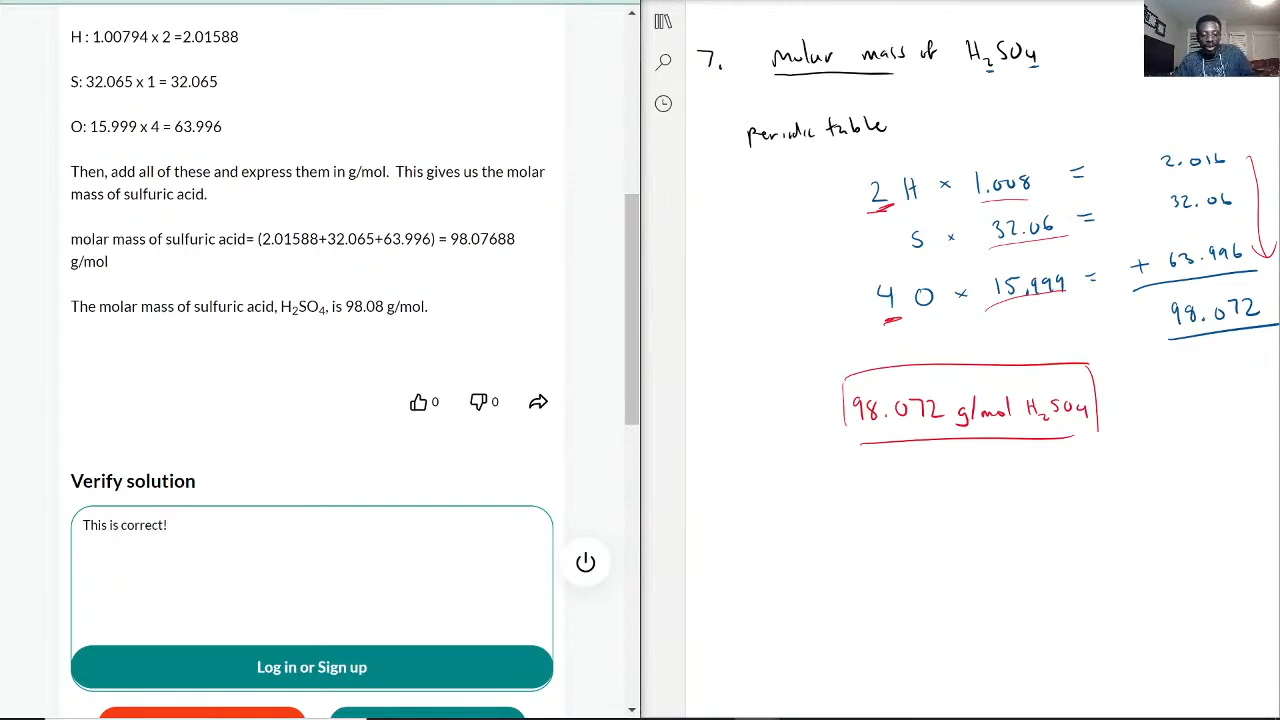 H : 1.00794 x 2 =2.01588
S: 32.065 x 1 = 32.065
O: 15.999 x 4 = 63.996
Then, add all of these and express them in g/mol. This gives us the molar
mass of sulfuric acid.
molar mass of sulfuric acid= (2.01588+32.065+63.996) = 98.07688
g/mol
The molar mass of sulfuric acid, H₂SO₄, is 98.08 g/mol.
0
0
Verify solution
This is correct!
Log in or Sign up
7. molar mass of H₂SO₄
periodic table
2 H × 1.008 = 2.016
S × 32.06 = 32.06
4 O × 15.999 = + 63.996
98.072
98.072 g/mol H₂SO₄